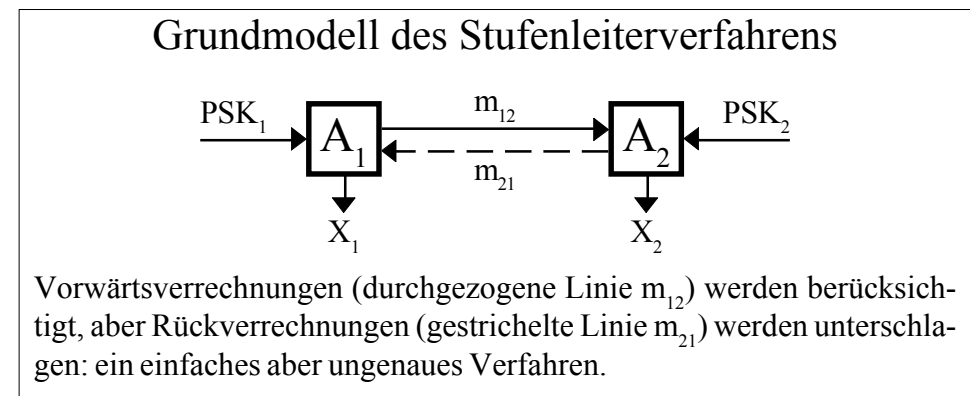 Grundmodell des Stufenleiterverfahrens
PSK₁ m₁₂ PSK₂
A₁ A₂
m₂₁
X₁ X₂
Vorwärtsverrechnungen (durchgezogene Linie m₁₂) werden berücksich-
tigt, aber Rückverrechnungen (gestrichelte Linie m₂₁) werden unterschla-
gen: ein einfaches aber ungenaues Verfahren.